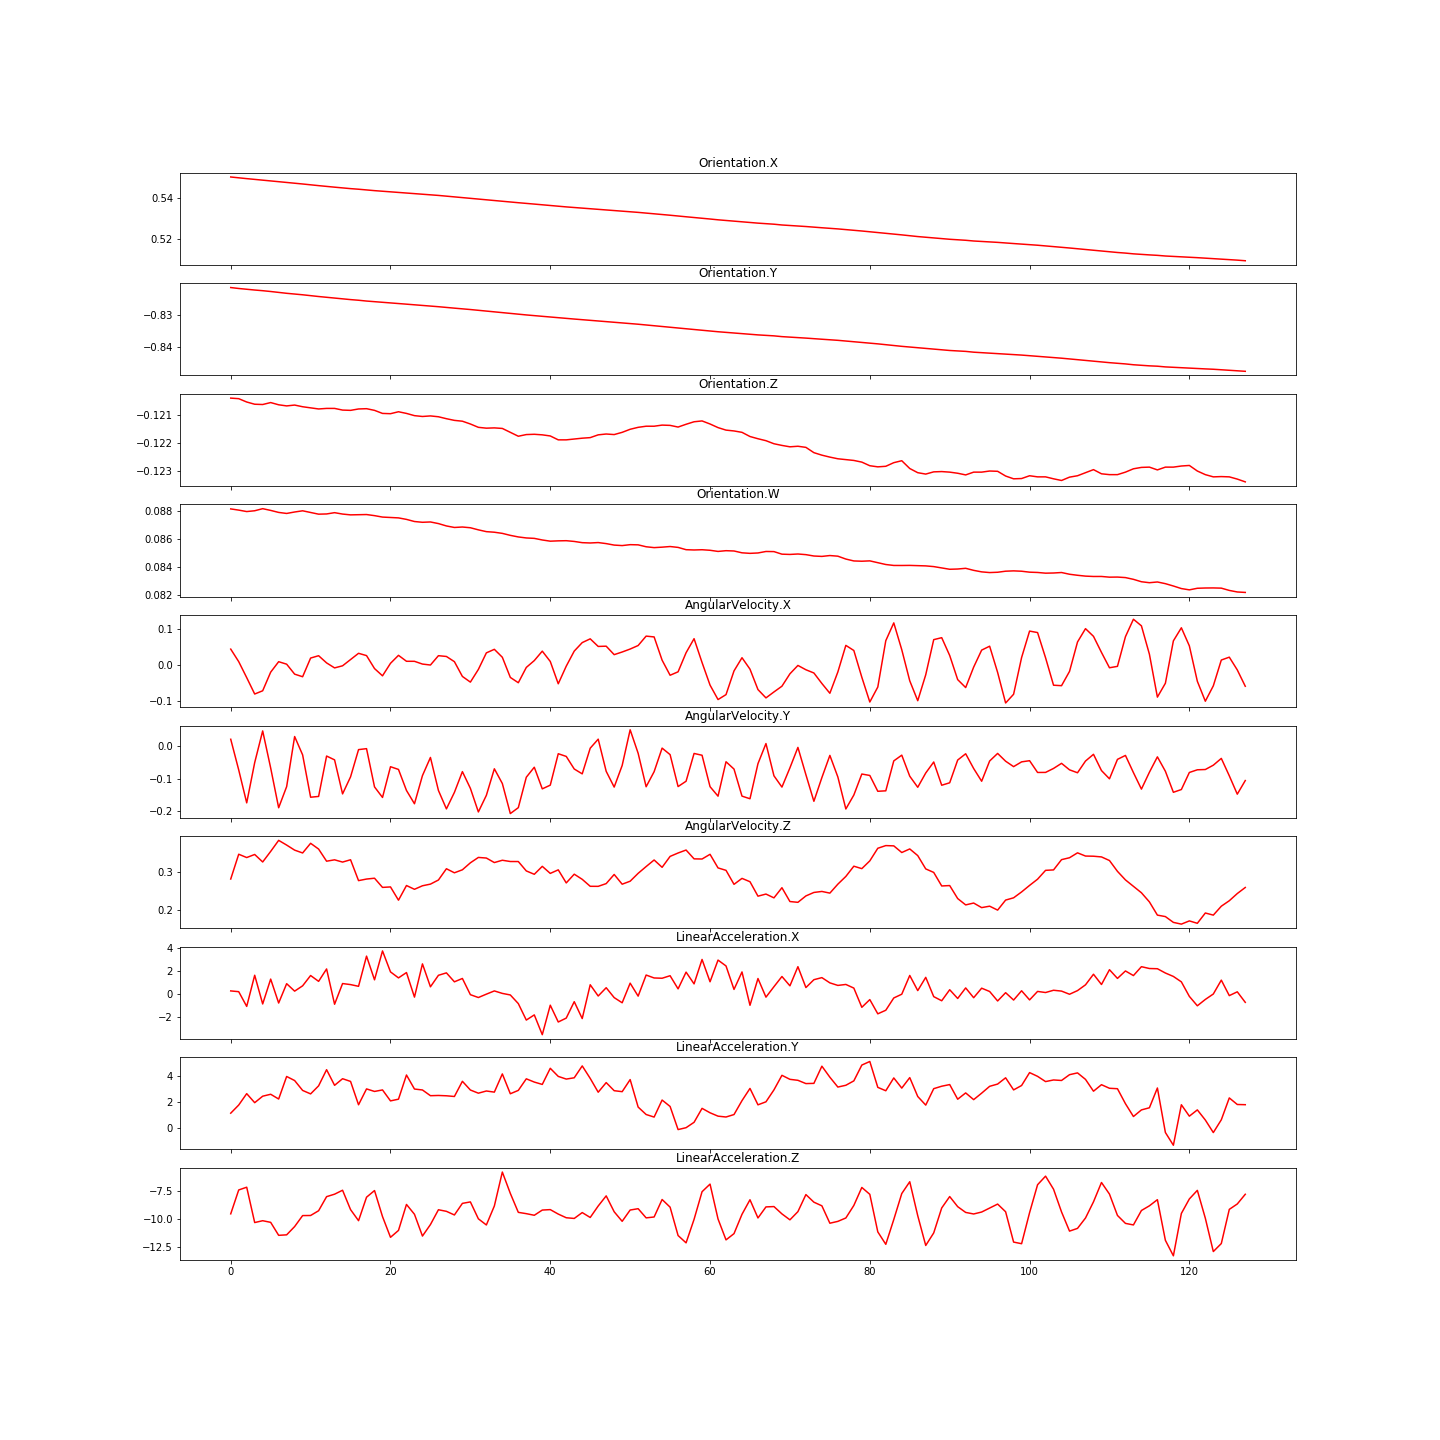 Orientation.X
0.54
0.52
Orientation.Y
−0.83
−0.84
Orientation.Z
−0.121
−0.122
−0.123
Orientation.W
0.088
0.086
0.084
0.082
AngularVelocity.X
0.1
0.0
−0.1
AngularVelocity.Y
0.0
−0.1
−0.2
AngularVelocity.Z
0.3
0.2
LinearAcceleration.X
4
2
0
−2
LinearAcceleration.Y
4
2
0
LinearAcceleration.Z
−7.5
−10.0
−12.5
0 20 40 60 80 100 120